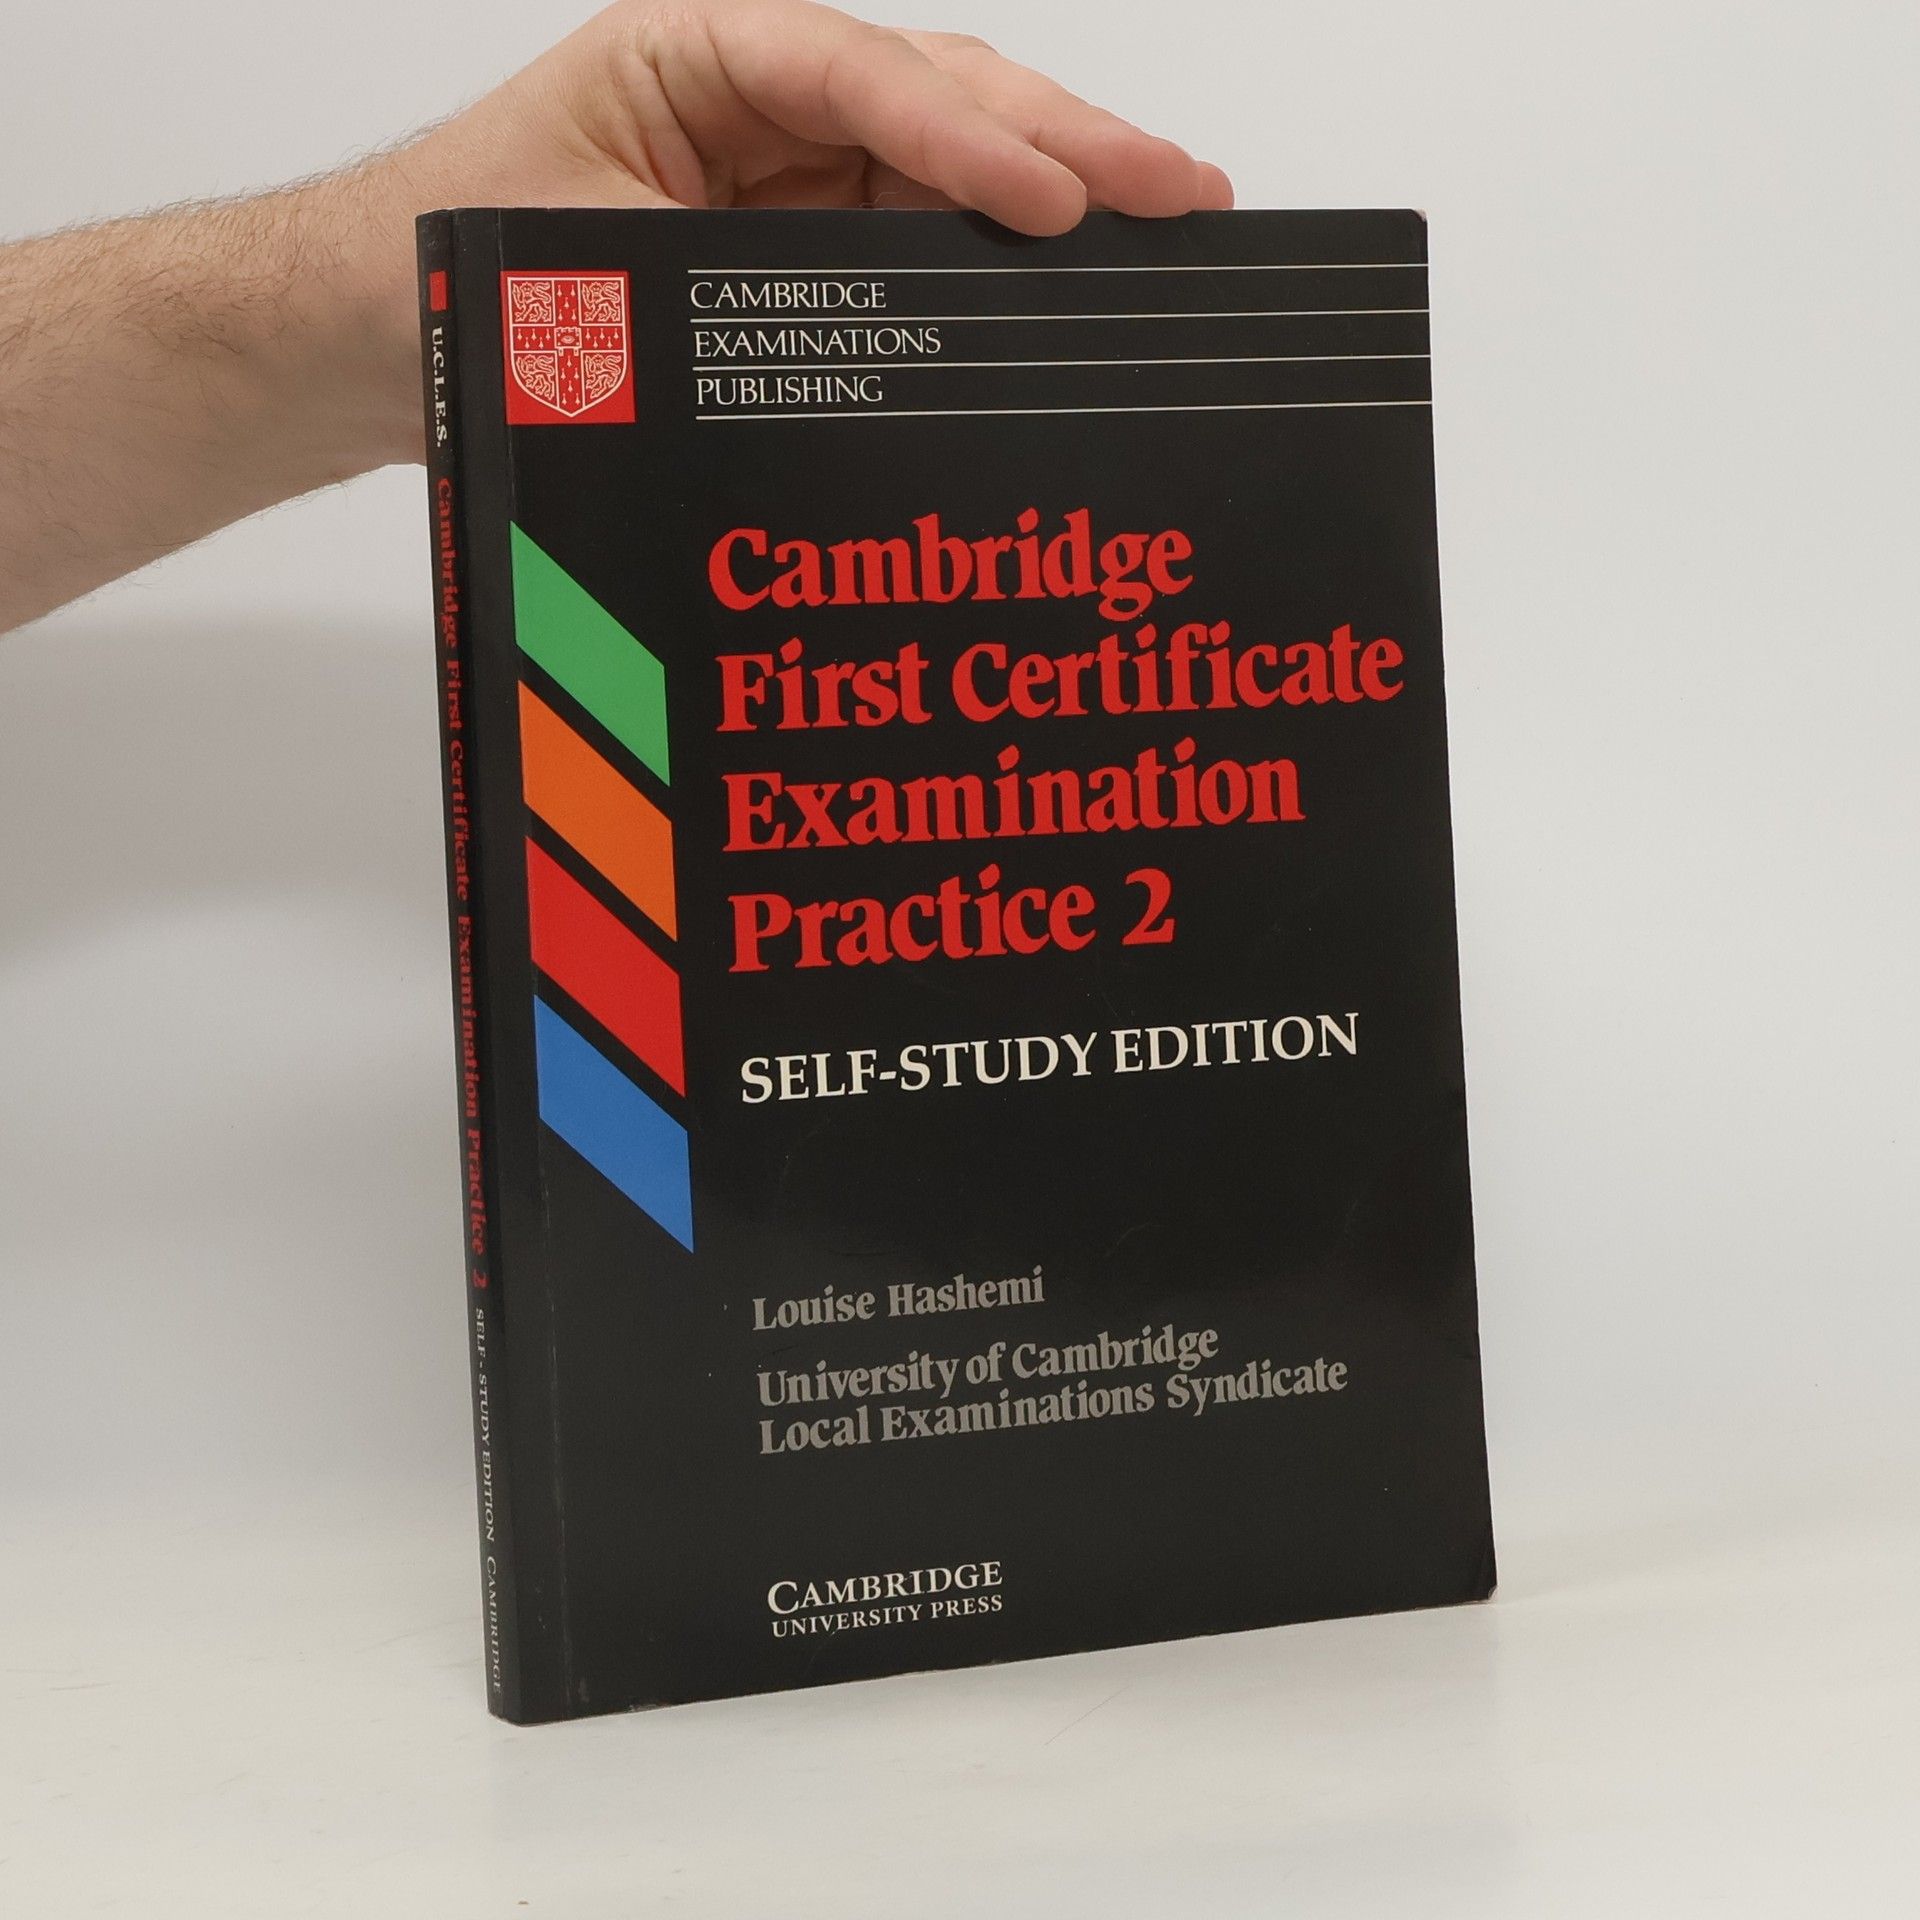 CAMBRIDGE
EXAMINATIONS
PUBLISHING
Cambridge
First Certificate
Examination
Practice 2
SELF-STUDY EDITION
Louise Hashemi
University of Cambridge
Local Examinations Syndicate
CAMBRIDGE
UNIVERSITY PRESS
U.C.L.E.S. Cambridge First Certificate Examination Practice 2 SELF-STUDY EDITION CAMBRIDGE